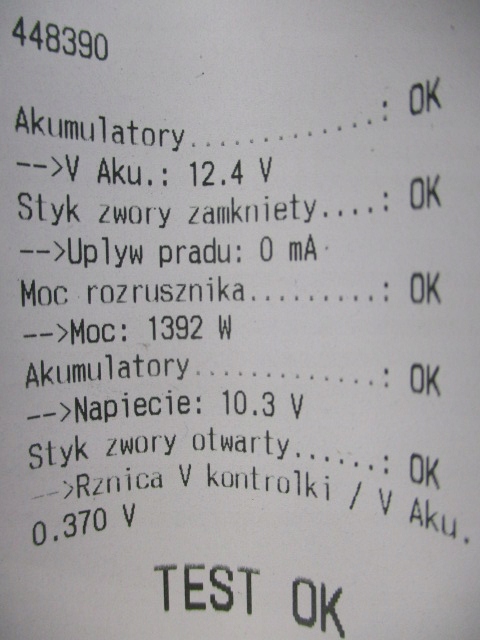 448390
Akumulatory..............: OK
-->V Aku.: 12.4 V
Styk zwory zamkniety....: OK
-->Uplyw pradu: 0 mA
Moc rozrusznika.........: OK
-->Moc: 1392 W
Akumulatory.............: OK
-->Napiecie: 10.3 V
Styk zwory otwarty......: OK
-->Rznica V kontrolki / V Aku.
0.370 V
TEST OK